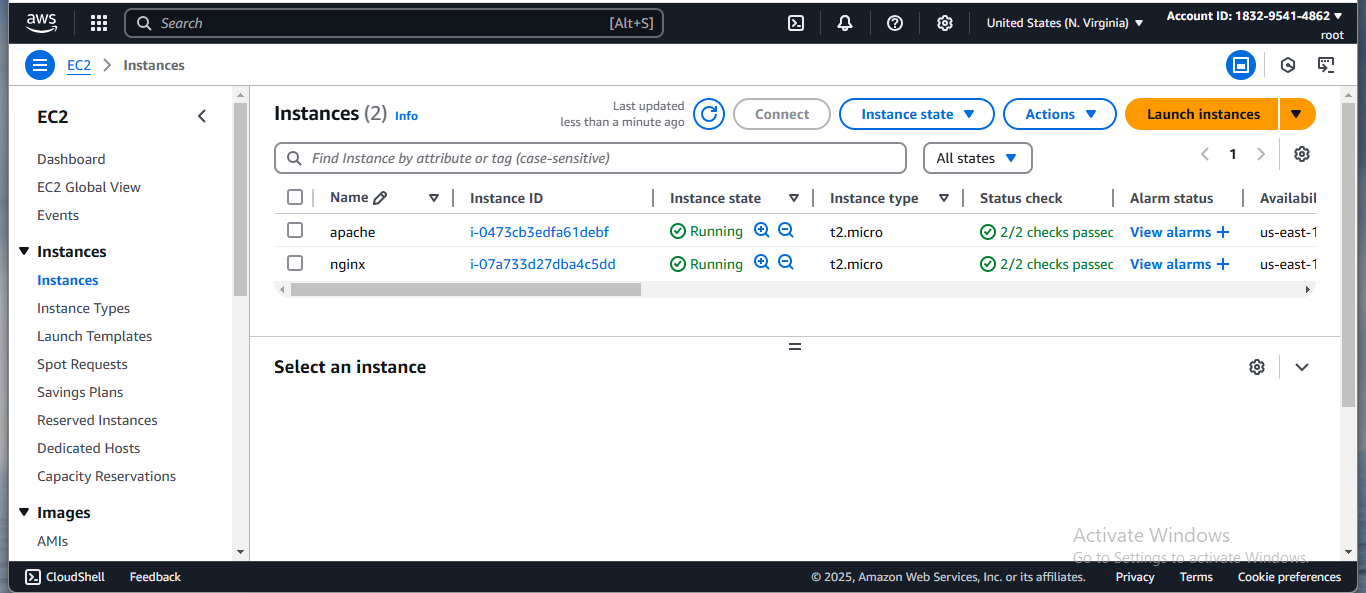 aws
Search [Alt+S]
United States (N. Virginia)
Account ID: 1832-9541-4862
root
EC2 > Instances
EC2
Dashboard
EC2 Global View
Events
Instances
Instances
Instance Types
Launch Templates
Spot Requests
Savings Plans
Reserved Instances
Dedicated Hosts
Capacity Reservations
Images
AMIs
Instances (2) Info
Last updated
less than a minute ago
Connect
Instance state
Actions
Launch instances
Find Instance by attribute or tag (case-sensitive)
All states
1
Name Instance ID Instance state Instance type Status check Alarm status Availabil
apache i-0473cb3edfa61debf Running t2.micro 2/2 checks passec View alarms + us-east-1
nginx i-07a733d27dba4c5dd Running t2.micro 2/2 checks passec View alarms + us-east-1
Select an instance
Activate Windows
Go to Settings to activate Windows.
CloudShell Feedback © 2025, Amazon Web Services, Inc. or its affiliates. Privacy Terms Cookie preferences